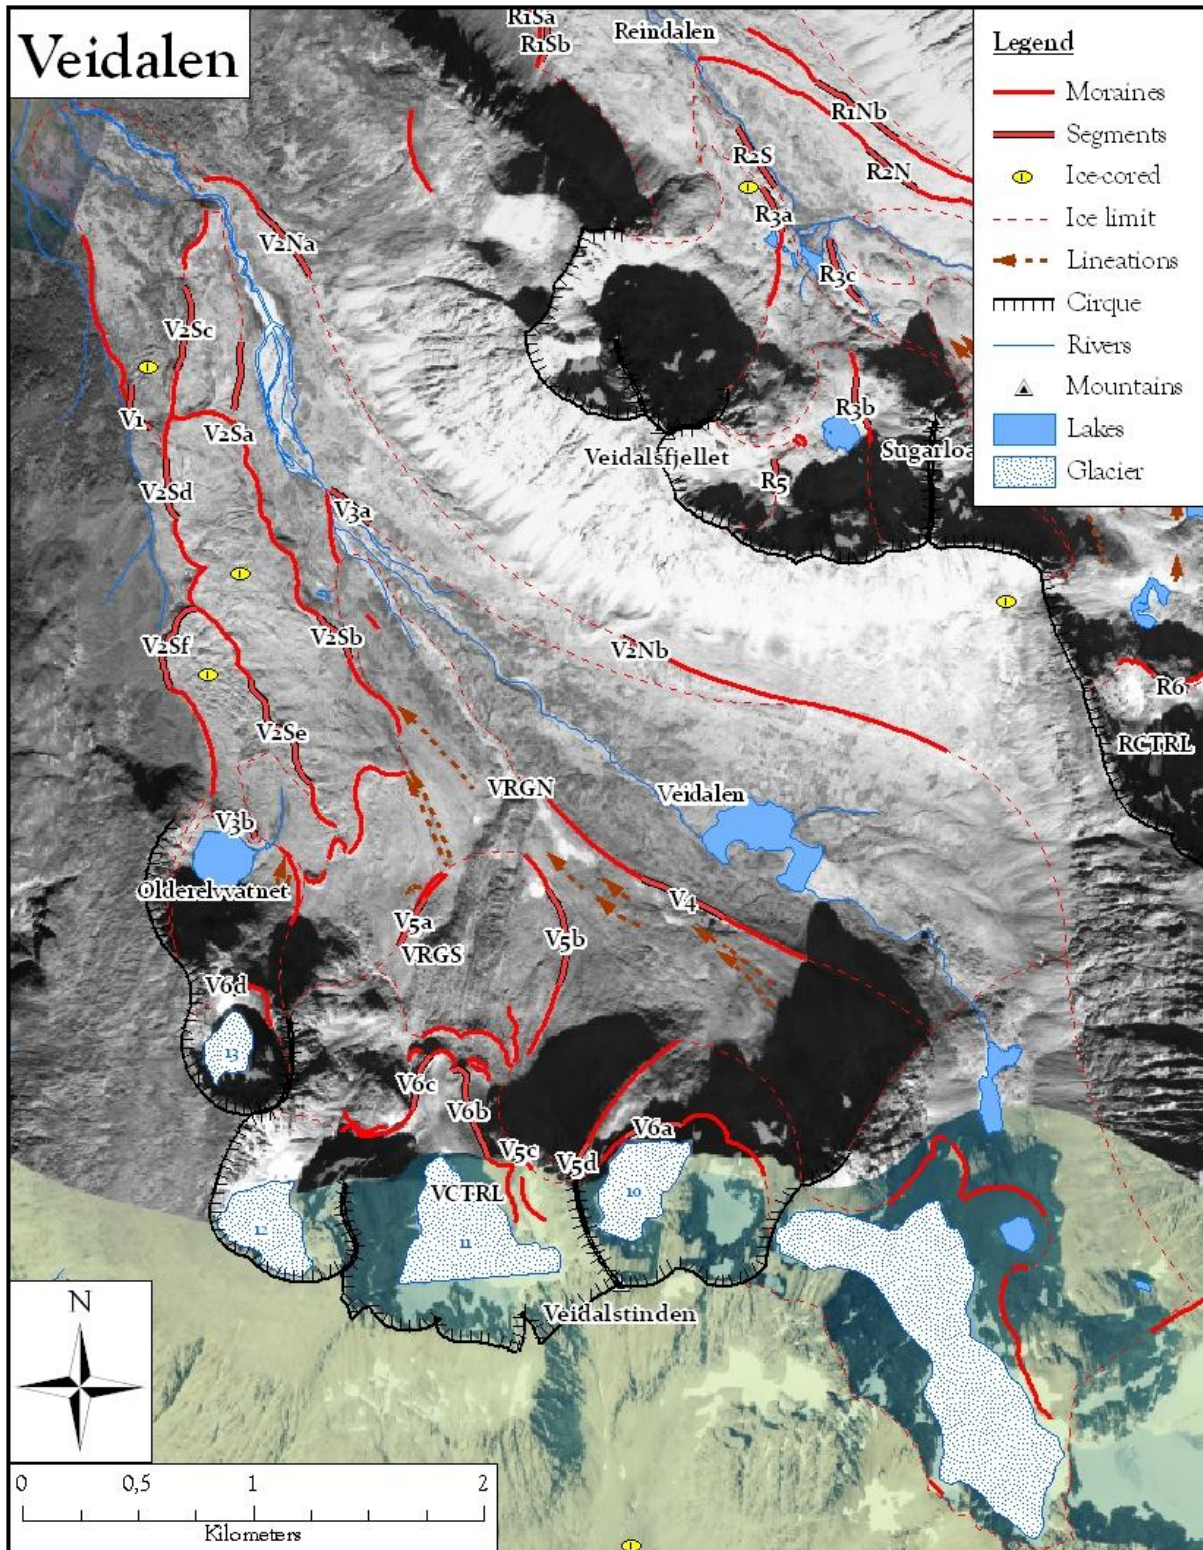 Veidalen
R1Sa
R1Sb
Reindalen
Legend
Moraines
Segments
Ice-cored
Ice limit
Lineations
Cirque
Rivers
Mountains
Lakes
Glacier
R1Nb
R2S
R2N
R3a
V2Na
R3c
V2Sc
V1
V2Sa
R3b
Veidalsfjellet
Sugarloa
R5
V2Sd
V3a
V2Sf
V2Sb
V2Nb
R6
V2Se
RCTRL
VRGN
Veidalen
V3b
Olderelvvatnet
V5a
V4
V5b
VRGS
V6d
13
V6c
V6b
V6a
V5c
V5d
VCTRL
10
12
11
Veidalstinden
N
0 0,5 1 2
Kilometers